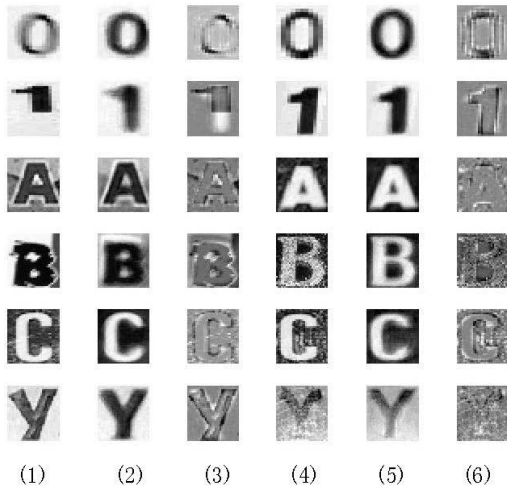 0 0 0 0 0 0
1 1 1 1 1 1
A A A A A A
B B B B B B
C C C C C C
Y Y Y Y Y Y
(1) (2) (3) (4) (5) (6)